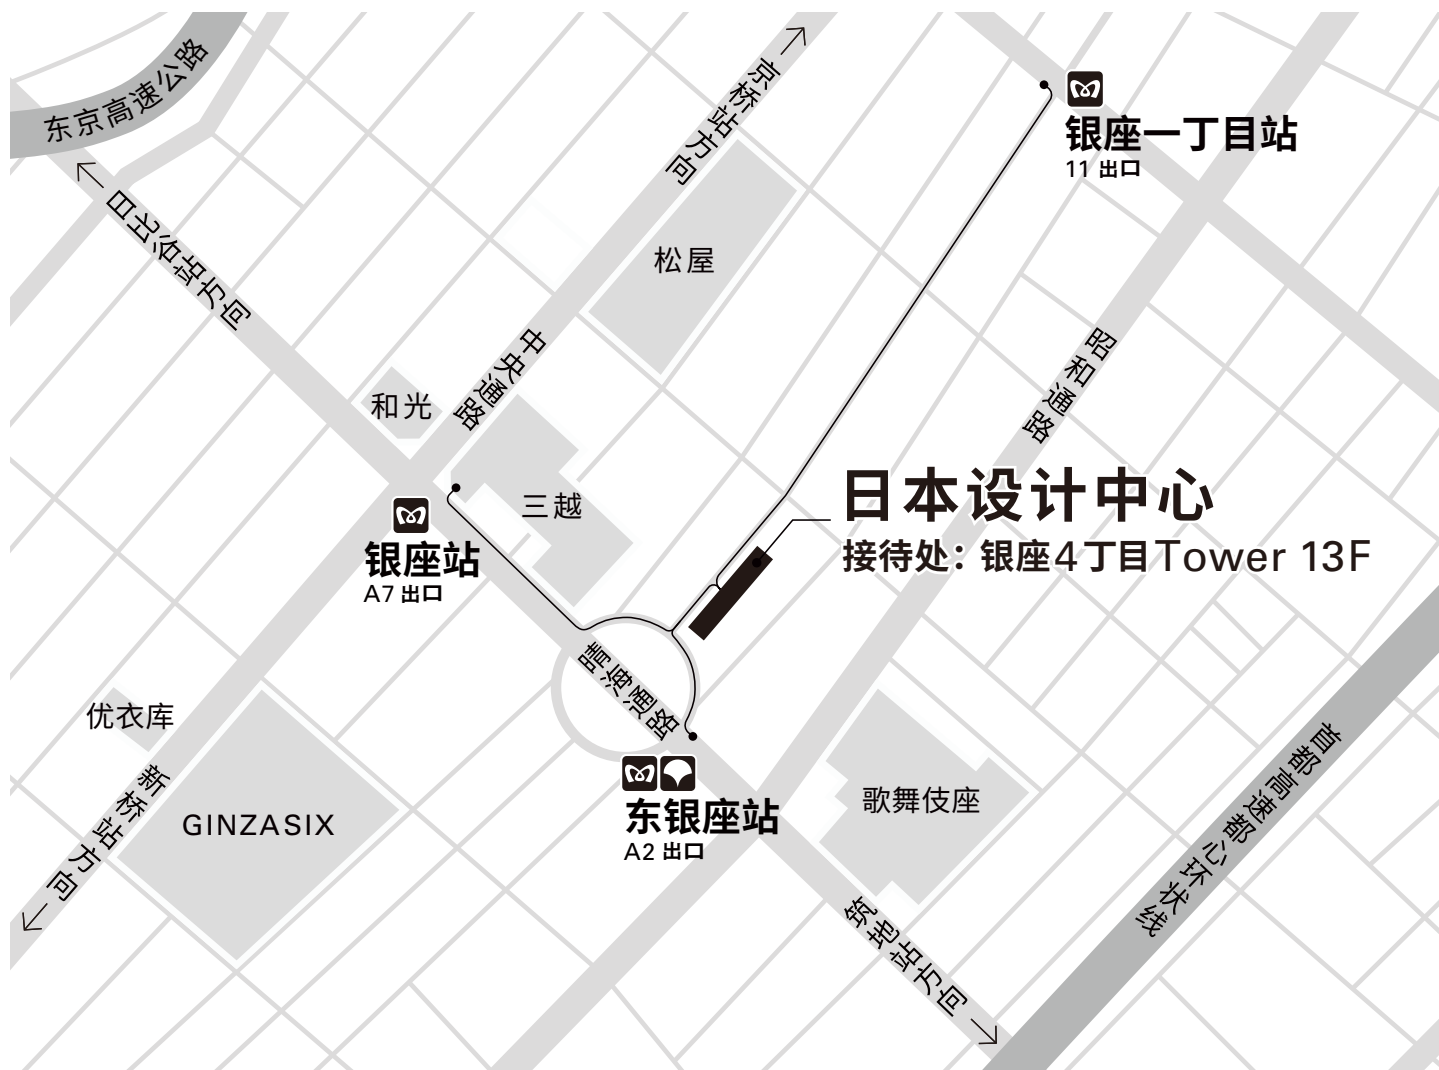 东京高速公路
京桥站方向
银座一丁目站
11 出口
日比谷站方向
松屋
中央通路
昭和通路
和光
三越
日本设计中心
接待处：银座4丁目Tower 13F
银座站
A7 出口
晴海通路
优衣库
新桥站方向
GINZASIX
东银座站
A2 出口
歌舞伎座
首都高速都心环状线
筑地站方向